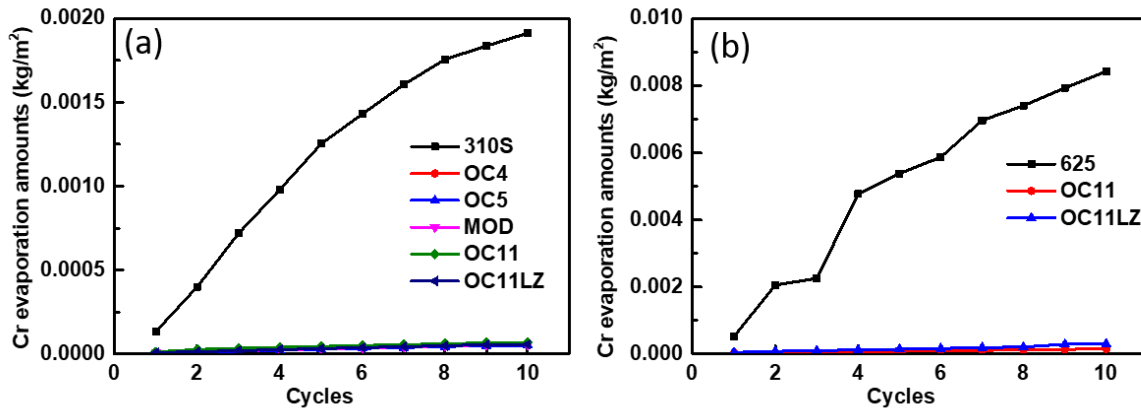 (a)
Cr evaporation amounts (kg/m²)
0.0020
0.0015
0.0010
0.0005
0.0000
310S
OC4
OC5
MOD
OC11
OC11LZ
0 2 4 6 8 10
Cycles
(b)
Cr evaporation amounts (kg/m²)
0.010
0.008
0.006
0.004
0.002
0.000
625
OC11
OC11LZ
0 2 4 6 8 10
Cycles